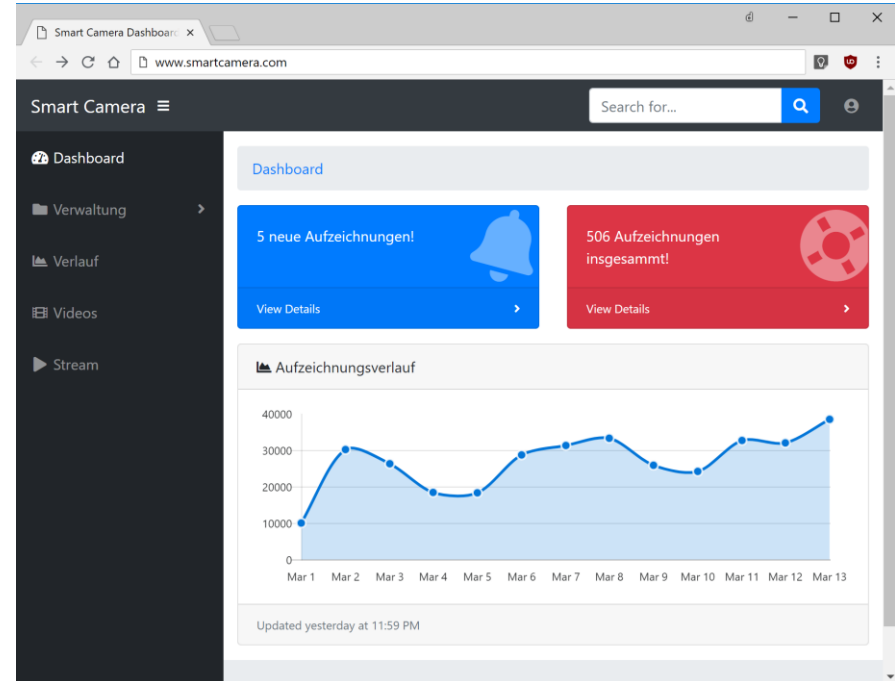 Smart Camera Dashboard
www.smartcamera.com
Smart Camera
Search for...
Dashboard
Verwaltung
Verlauf
Videos
Stream
Dashboard
5 neue Aufzeichnungen!
View Details
506 Aufzeichnungen
insgesammt!
View Details
Aufzeichnungsverlauf
40000
30000
20000
10000
0
Mar 1 Mar 2 Mar 3 Mar 4 Mar 5 Mar 6 Mar 7 Mar 8 Mar 9 Mar 10 Mar 11 Mar 12 Mar 13
Updated yesterday at 11:59 PM